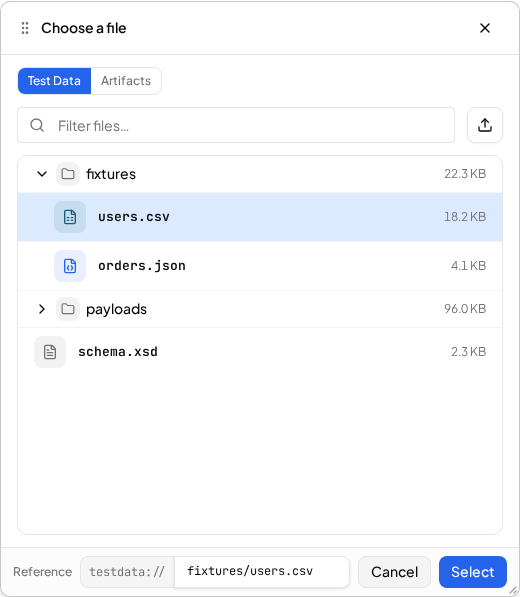 Choose a file
Test Data Artifacts
Filter files...
fixtures 22.3 KB
users.csv 18.2 KB
orders.json 4.1 KB
payloads 96.0 KB
schema.xsd 2.3 KB
Reference testdata:// fixtures/users.csv Cancel Select